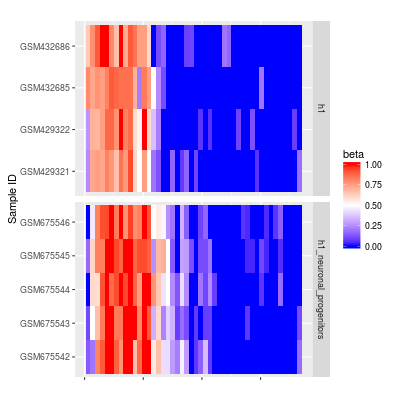 GSM432686
GSM432685
GSM429322
GSM429321
h1
GSM675546
GSM675545
GSM675544
GSM675543
GSM675542
h1_neuronal_progenitors
Sample ID
beta
1.00
0.75
0.50
0.25
0.00